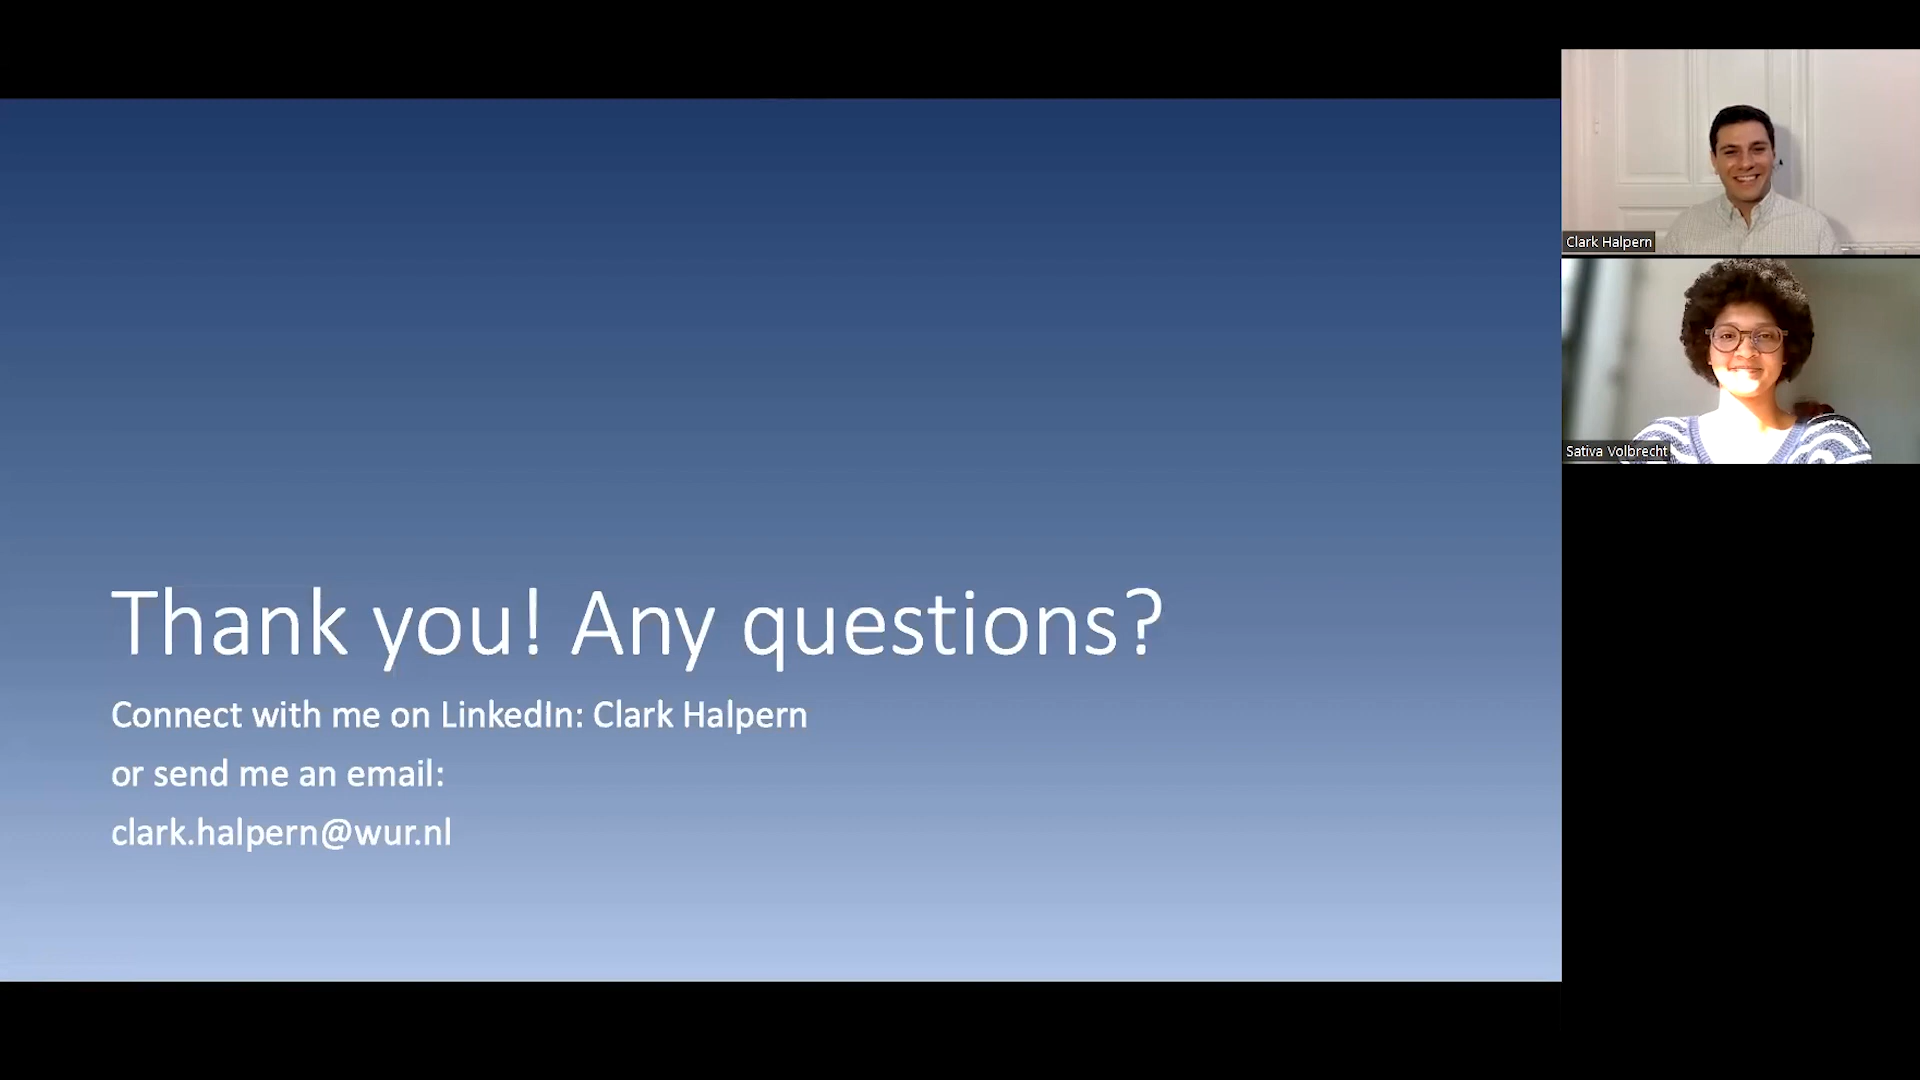 Thank you! Any questions?
Connect with me on LinkedIn: Clark Halpern
or send me an email:
clark.halpern@wur.nl
Clark Halpern
Sativa Volbrecht